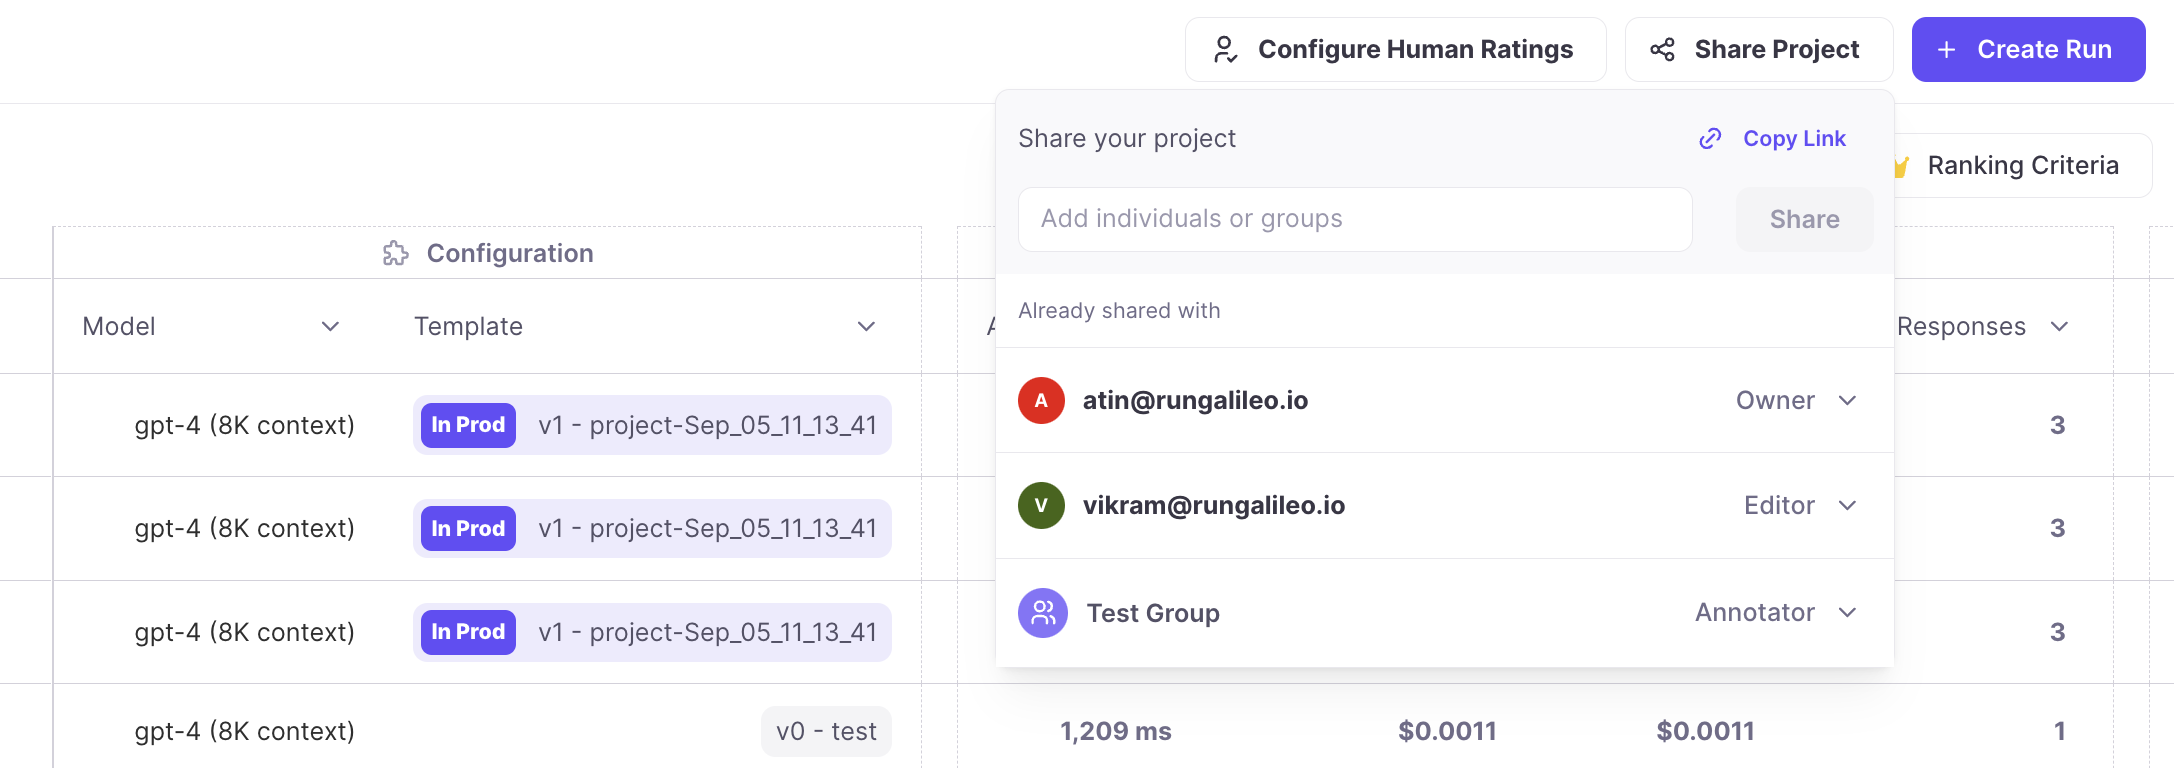 Configure Human Ratings
Share Project
+ Create Run
Share your project
Copy Link
Ranking Criteria
Add individuals or groups
Share
Configuration
Already shared with
Model
Template
Responses
A atin@rungalileo.io Owner
gpt-4 (8K context) In Prod v1 - project-Sep_05_11_13_41 3
V vikram@rungalileo.io Editor
gpt-4 (8K context) In Prod v1 - project-Sep_05_11_13_41 3
Test Group Annotator
gpt-4 (8K context) In Prod v1 - project-Sep_05_11_13_41 3
gpt-4 (8K context) v0 - test 1,209 ms $0.0011 $0.0011 1